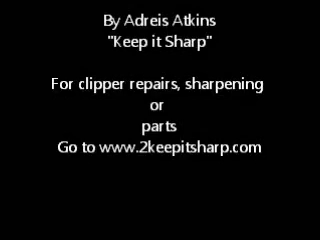 By Adreis Atkins
"Keep it Sharp"
For clipper repairs, sharpening
or
parts
Go to www.2keepitsharp.com